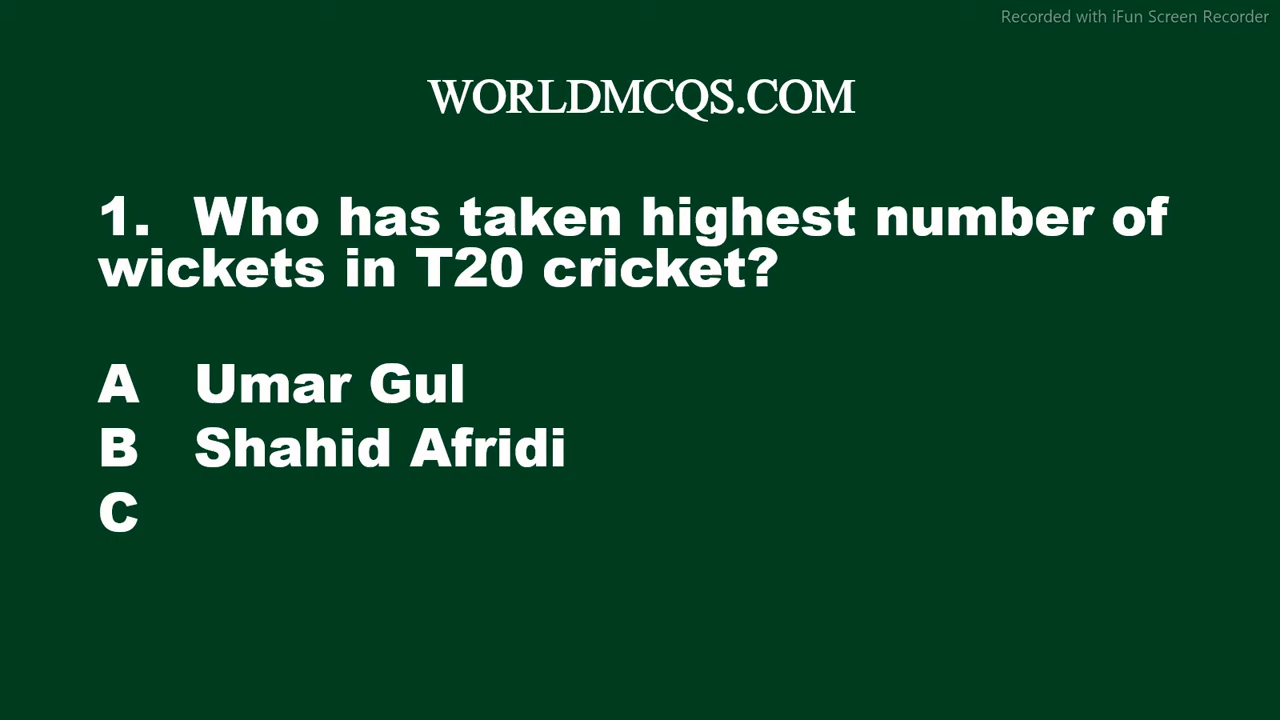 Recorded with iFun Screen Recorder
WORLDMCQS.COM
1. Who has taken highest number of
wickets in T20 cricket?
A Umar Gul
B Shahid Afridi
C